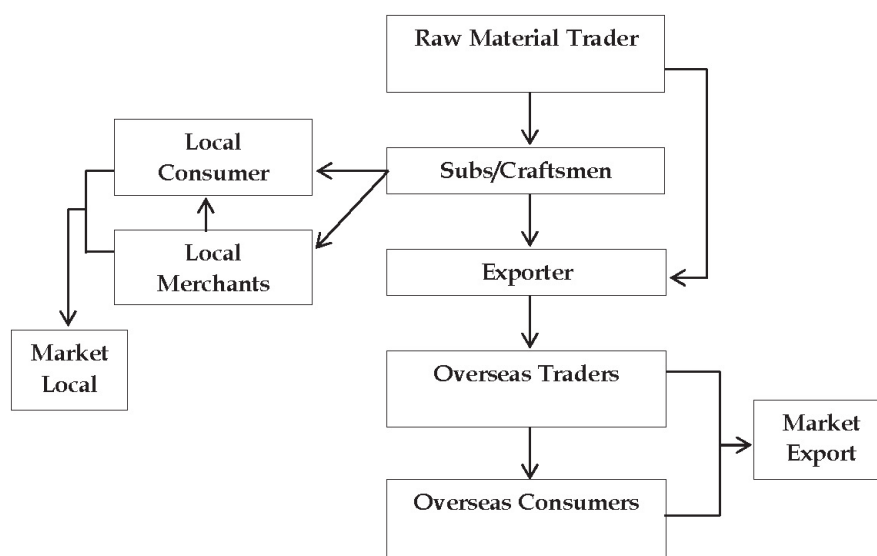 Raw Material Trader
Local
Consumer
Subs/Craftsmen
Local
Merchants
Exporter
Market
Local
Overseas Traders
Market
Export
Overseas Consumers